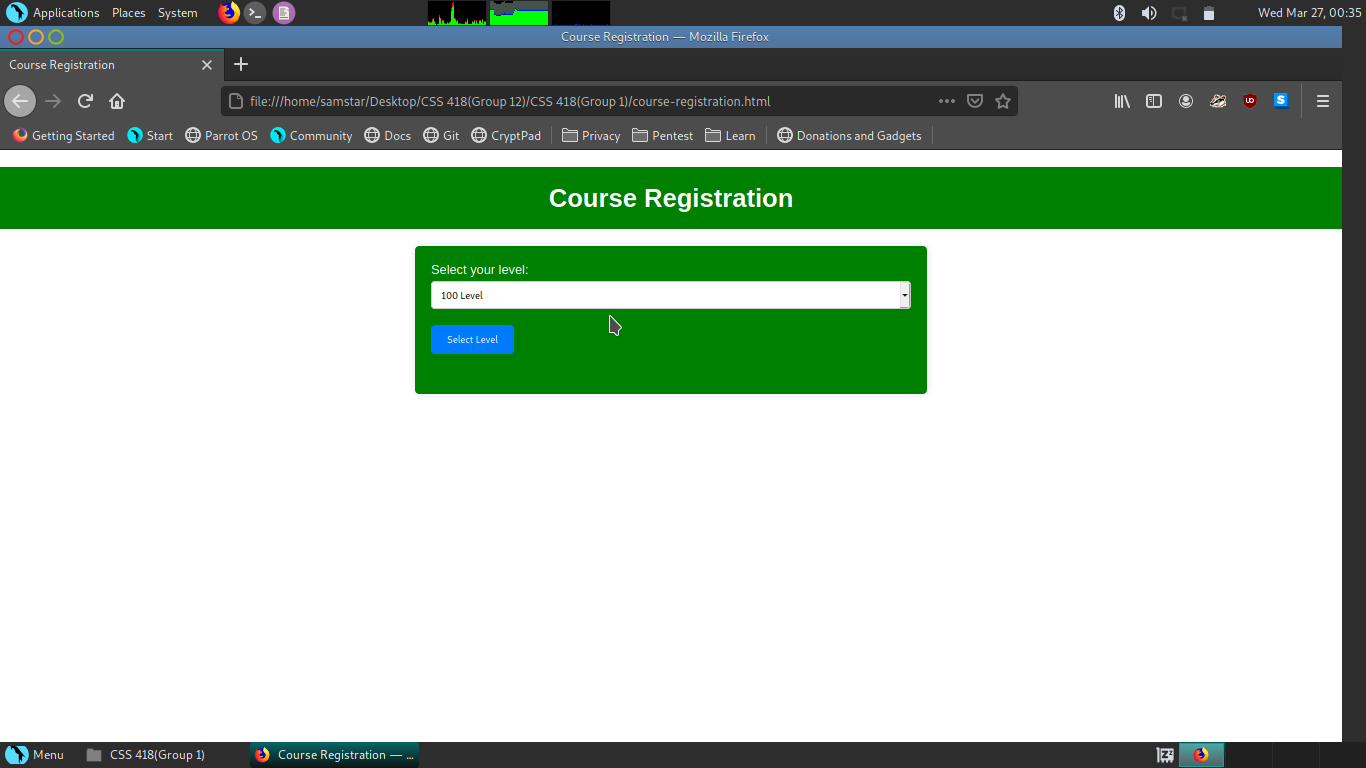 Applications Places System
Wed Mar 27, 00:35
Course Registration — Mozilla Firefox
Course Registration
file:///home/samstar/Desktop/CSS 418(Group 12)/CSS 418(Group 1)/course-registration.html
Getting Started Start Parrot OS Community Docs Git CryptPad Privacy Pentest Learn Donations and Gadgets
Course Registration
Select your level:
100 Level
Select Level
Menu CSS 418(Group 1) Course Registration — ...